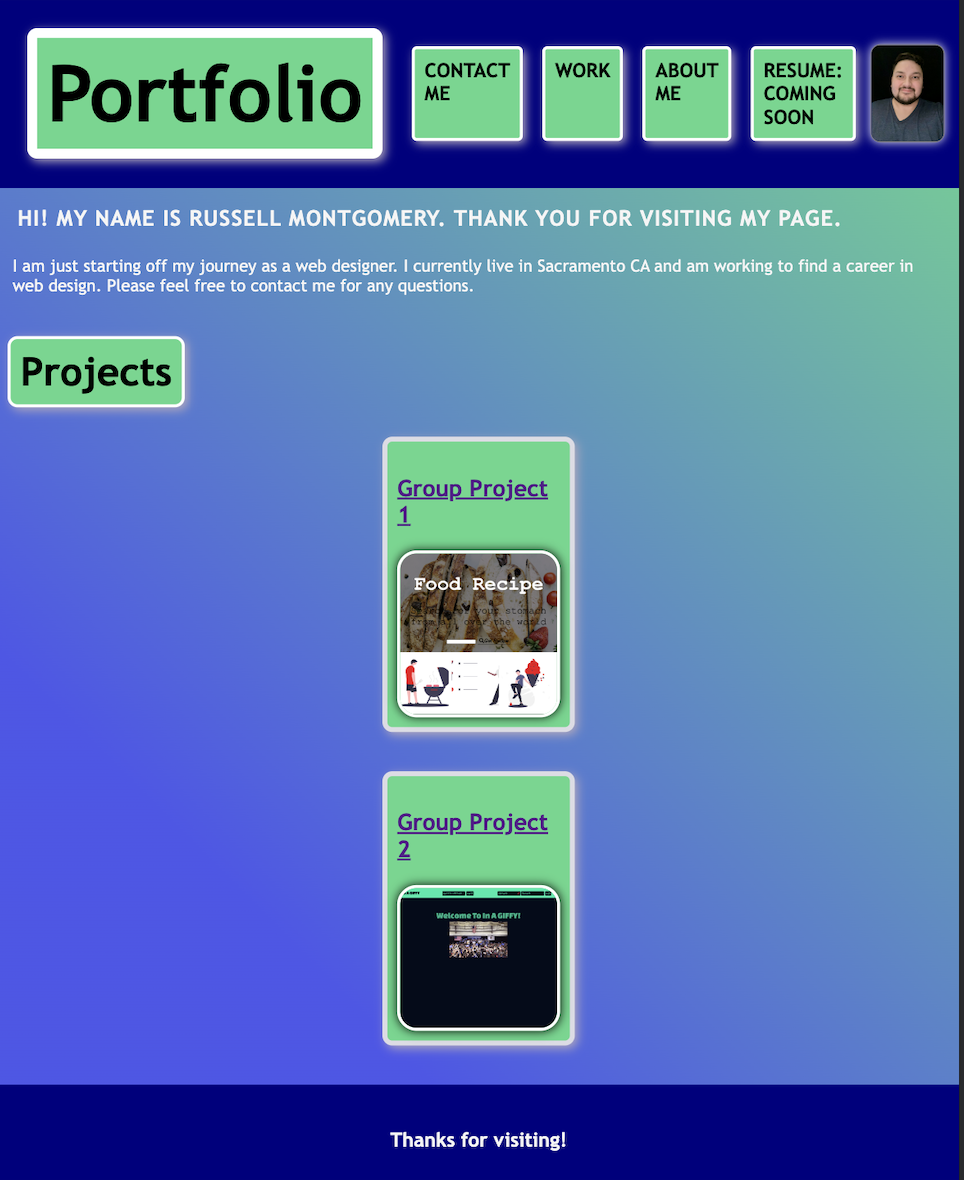 Portfolio
CONTACT
ME
WORK
ABOUT
ME
RESUME:
COMING
SOON
HI! MY NAME IS RUSSELL MONTGOMERY. THANK YOU FOR VISITING MY PAGE.
I am just starting off my journey as a web designer. I currently live in Sacramento CA and am working to find a career in
web design. Please feel free to contact me for any questions.
Projects
Group Project
1
Food Recipe
your stomach
from all over the world
Group Project
2
Welcome To In A GIFFY!
Thanks for visiting!